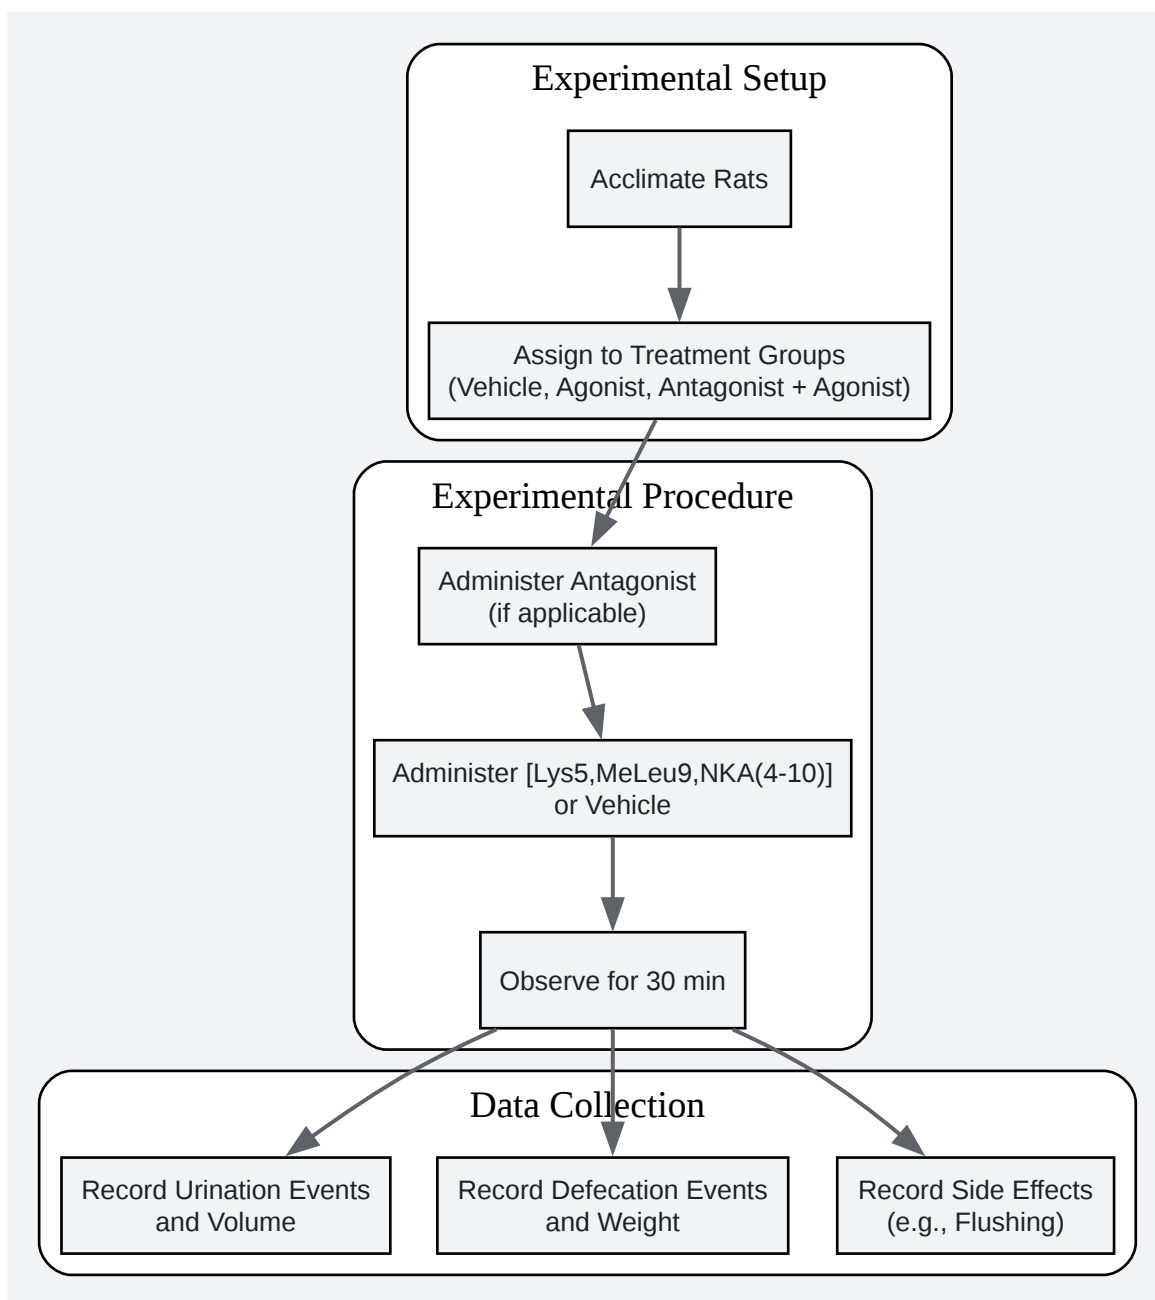 Experimental Setup
Acclimate Rats
Assign to Treatment Groups
(Vehicle, Agonist, Antagonist + Agonist)
Experimental Procedure
Administer Antagonist
(if applicable)
Administer [Lys5,MeLeu9,NKA(4-10)]
or Vehicle
Observe for 30 min
Data Collection
Record Urination Events
and Volume
Record Defecation Events
and Weight
Record Side Effects
(e.g., Flushing)